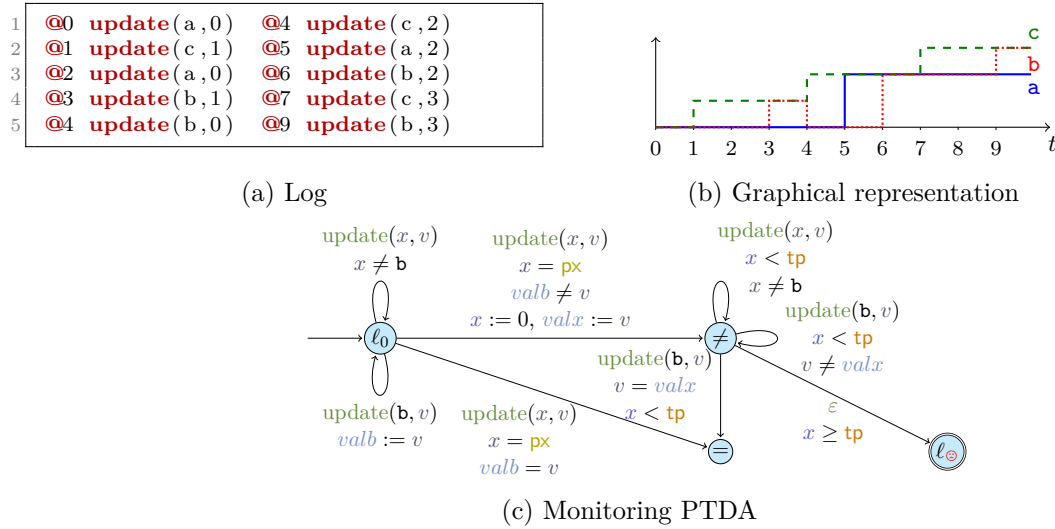 1 @0 update(a,0) @4 update(c,2)
2 @1 update(c,1) @5 update(a,2)
3 @2 update(a,0) @6 update(b,2)
4 @3 update(b,1) @7 update(c,3)
5 @4 update(b,0) @9 update(b,3)
c
b
a
0 1 2 3 4 5 6 7 8 9 t
(a) Log
(b) Graphical representation
update(x, v)
x ≠ b
update(x, v)
x = px
valb ≠ v
x := 0, valx := v
update(x, v)
x < tp
x ≠ b
update(b, v)
x < tp
v ≠ valx
ℓ0
≠
update(b, v)
v = valx
x < tp
ε
x ≥ tp
update(b, v)
valb := v
update(x, v)
x = px
valb = v
=
ℓ☹
(c) Monitoring PTDA